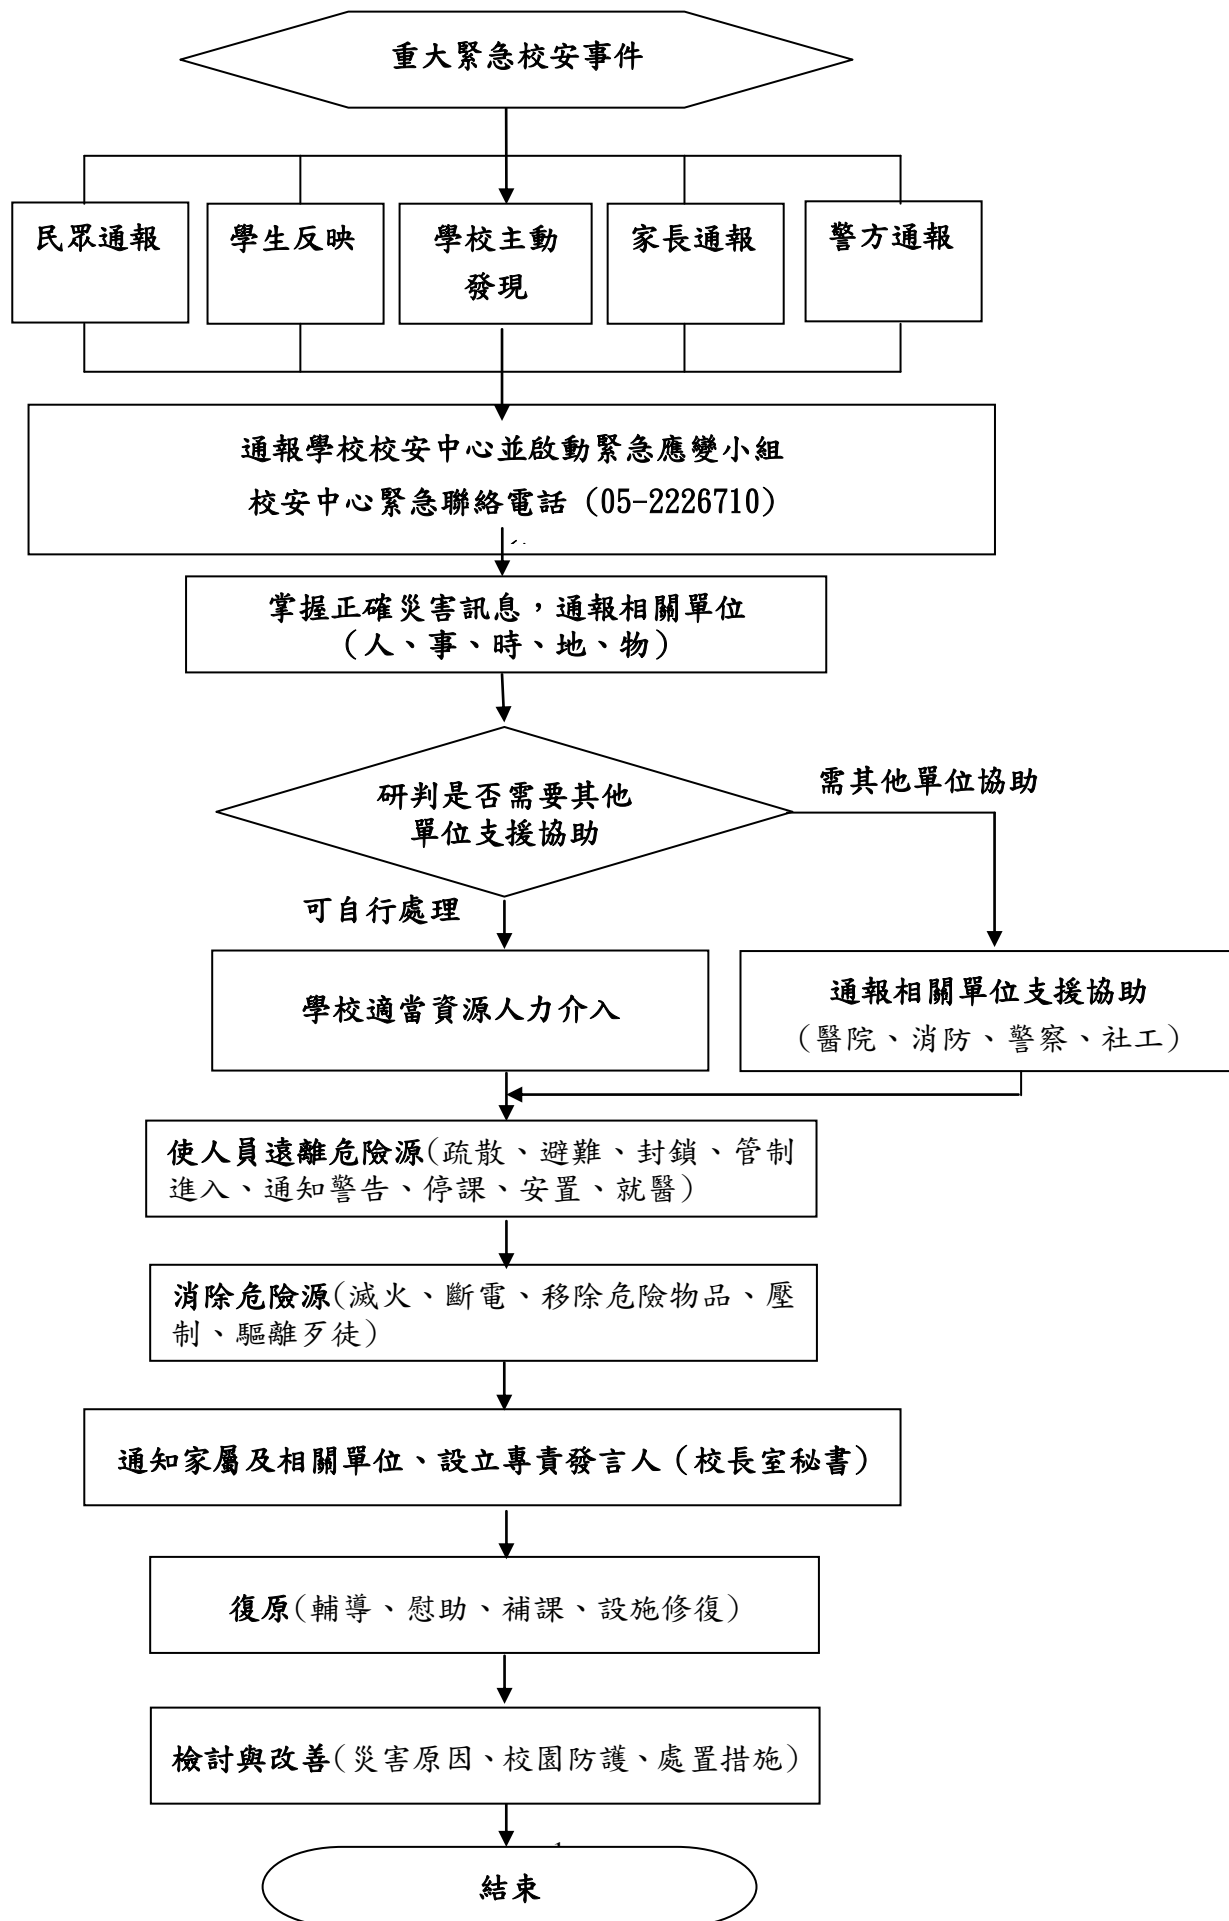 重大緊急校安事件
民眾通報
學生反映
學校主動
發現
家長通報
警方通報
通報學校校安中心並啟動緊急應變小組
校安中心緊急聯絡電話（05-2226710）
掌握正確災害訊息，通報相關單位
（人、事、時、地、物）
研判是否需要其他
單位支援協助
需其他單位協助
可自行處理
學校適當資源人力介入
通報相關單位支援協助
（醫院、消防、警察、社工）
使人員遠離危險源(疏散、避難、封鎖、管制
進入、通知警告、停課、安置、就醫)
消除危險源(滅火、斷電、移除危險物品、壓
制、驅離歹徒)
通知家屬及相關單位、設立專責發言人（校長室秘書）
復原(輔導、慰助、補課、設施修復)
檢討與改善(災害原因、校園防護、處置措施)
結束